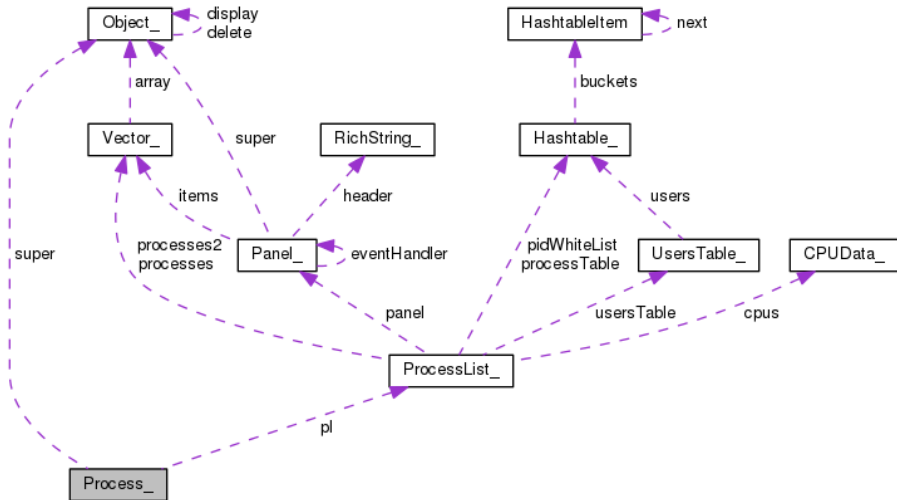 Object_
display
delete
HashtableItem
next
array
buckets
Vector_
super
RichString_
Hashtable_
items
header
users
super
processes2
processes
Panel_
eventHandler
pidWhiteList
processTable
UsersTable_
CPUData_
panel
usersTable
cpus
ProcessList_
pl
Process_